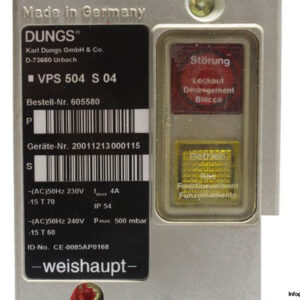 Made in Germany
DUNGS®
Karl Dungs GmbH & Co.
D-73660 Urbach
▪ VPS 504 S 04
Bestell-Nr. 605580
P
Geräte-Nr. 20011213000115
S
~(AC)50Hz 230V Imax 4A
-15 T 70 IP 54
~(AC)50Hz 240V Pmax. 500 mbar
-15 T 60
ID-No. CE-0085AP0168
-weishaupt-
Störung
Lockout
Dérangement
Blocco
Betrieb
Run
Fonctionnement
Funzionamento